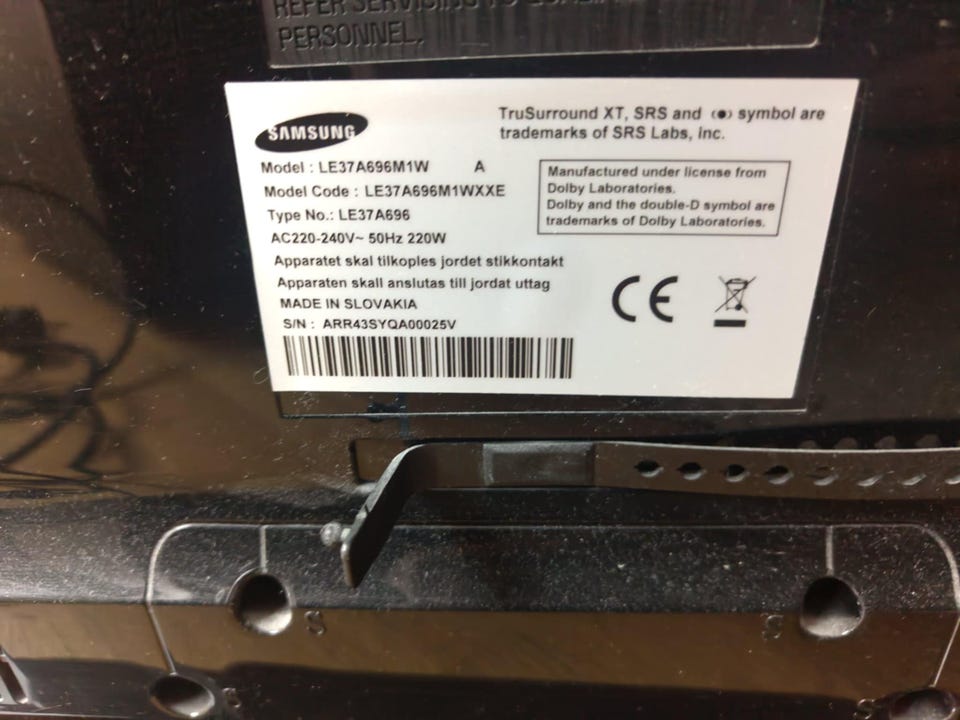 REFER SERVICING TO
PERSONNEL.
SAMSUNG
TruSurround XT, SRS and (●) symbol are
trademarks of SRS Labs, Inc.
Model : LE37A696M1W A
Model Code : LE37A696M1WXXE
Type No.: LE37A696
AC220-240V~ 50Hz 220W
Apparatet skal tilkoples jordet stikkontakt
Apparaten skall anslutas till jordat uttag
MADE IN SLOVAKIA
S/N : ARR43SYQA00025V
Manufactured under license from
Dolby Laboratories.
Dolby and the double-D symbol are
trademarks of Dolby Laboratories.
CE
S
S
S
S